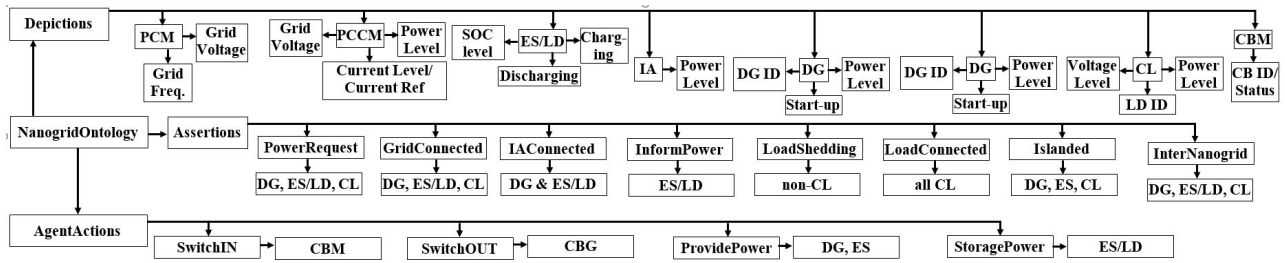 Depictions
PCM
Grid
Voltage
Grid
Freq.
Grid
Voltage
PCCM
Power
Level
Current Level/
Current Ref
SOC
level
ES/LD
Charg-
ing
Discharging
IA
Power
Level
DG ID
DG
Power
Level
Start-up
DG ID
DG
Power
Level
Start-up
Voltage
Level
CL
Power
Level
LD ID
CBM
CB ID/
Status
NanogridOntology
Assertions
PowerRequest
DG, ES/LD, CL
GridConnected
DG, ES/LD, CL
IAConnected
DG & ES/LD
InformPower
ES/LD
LoadShedding
non-CL
LoadConnected
all CL
Islanded
DG, ES, CL
InterNanogrid
DG, ES/LD, CL
AgentActions
SwitchIN
CBM
SwitchOUT
CBG
ProvidePower
DG, ES
StoragePower
ES/LD